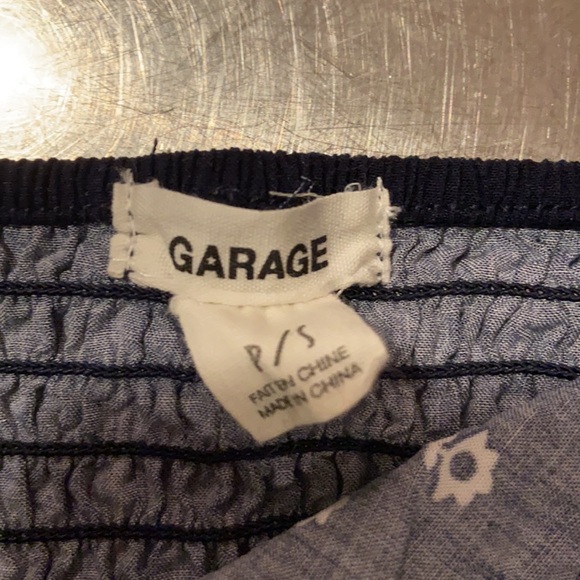 GARAGE
P/S
FAIT EN CHINE
MADE IN CHINA